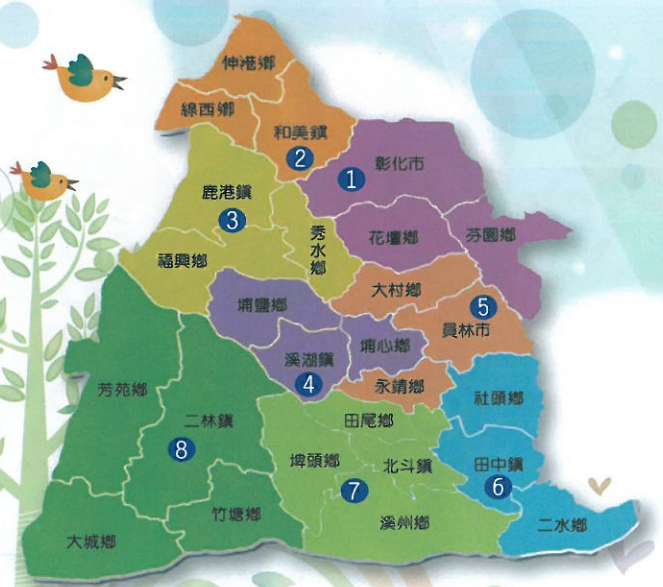 伸港鄉
線西鄉
和美鎮
2
彰化市
1
鹿港鎮
3
秀水鄉
花壇鄉
芬園鄉
福興鄉
大村鄉
埔鹽鄉
5
員林市
埔心鄉
溪湖鎮
4
永靖鄉
芳苑鄉
社頭鄉
二林鎮
8
田尾鄉
埤頭鄉
北斗鎮
7
田中鎮
6
竹塘鄉
溪州鄉
二水鄉
大城鄉